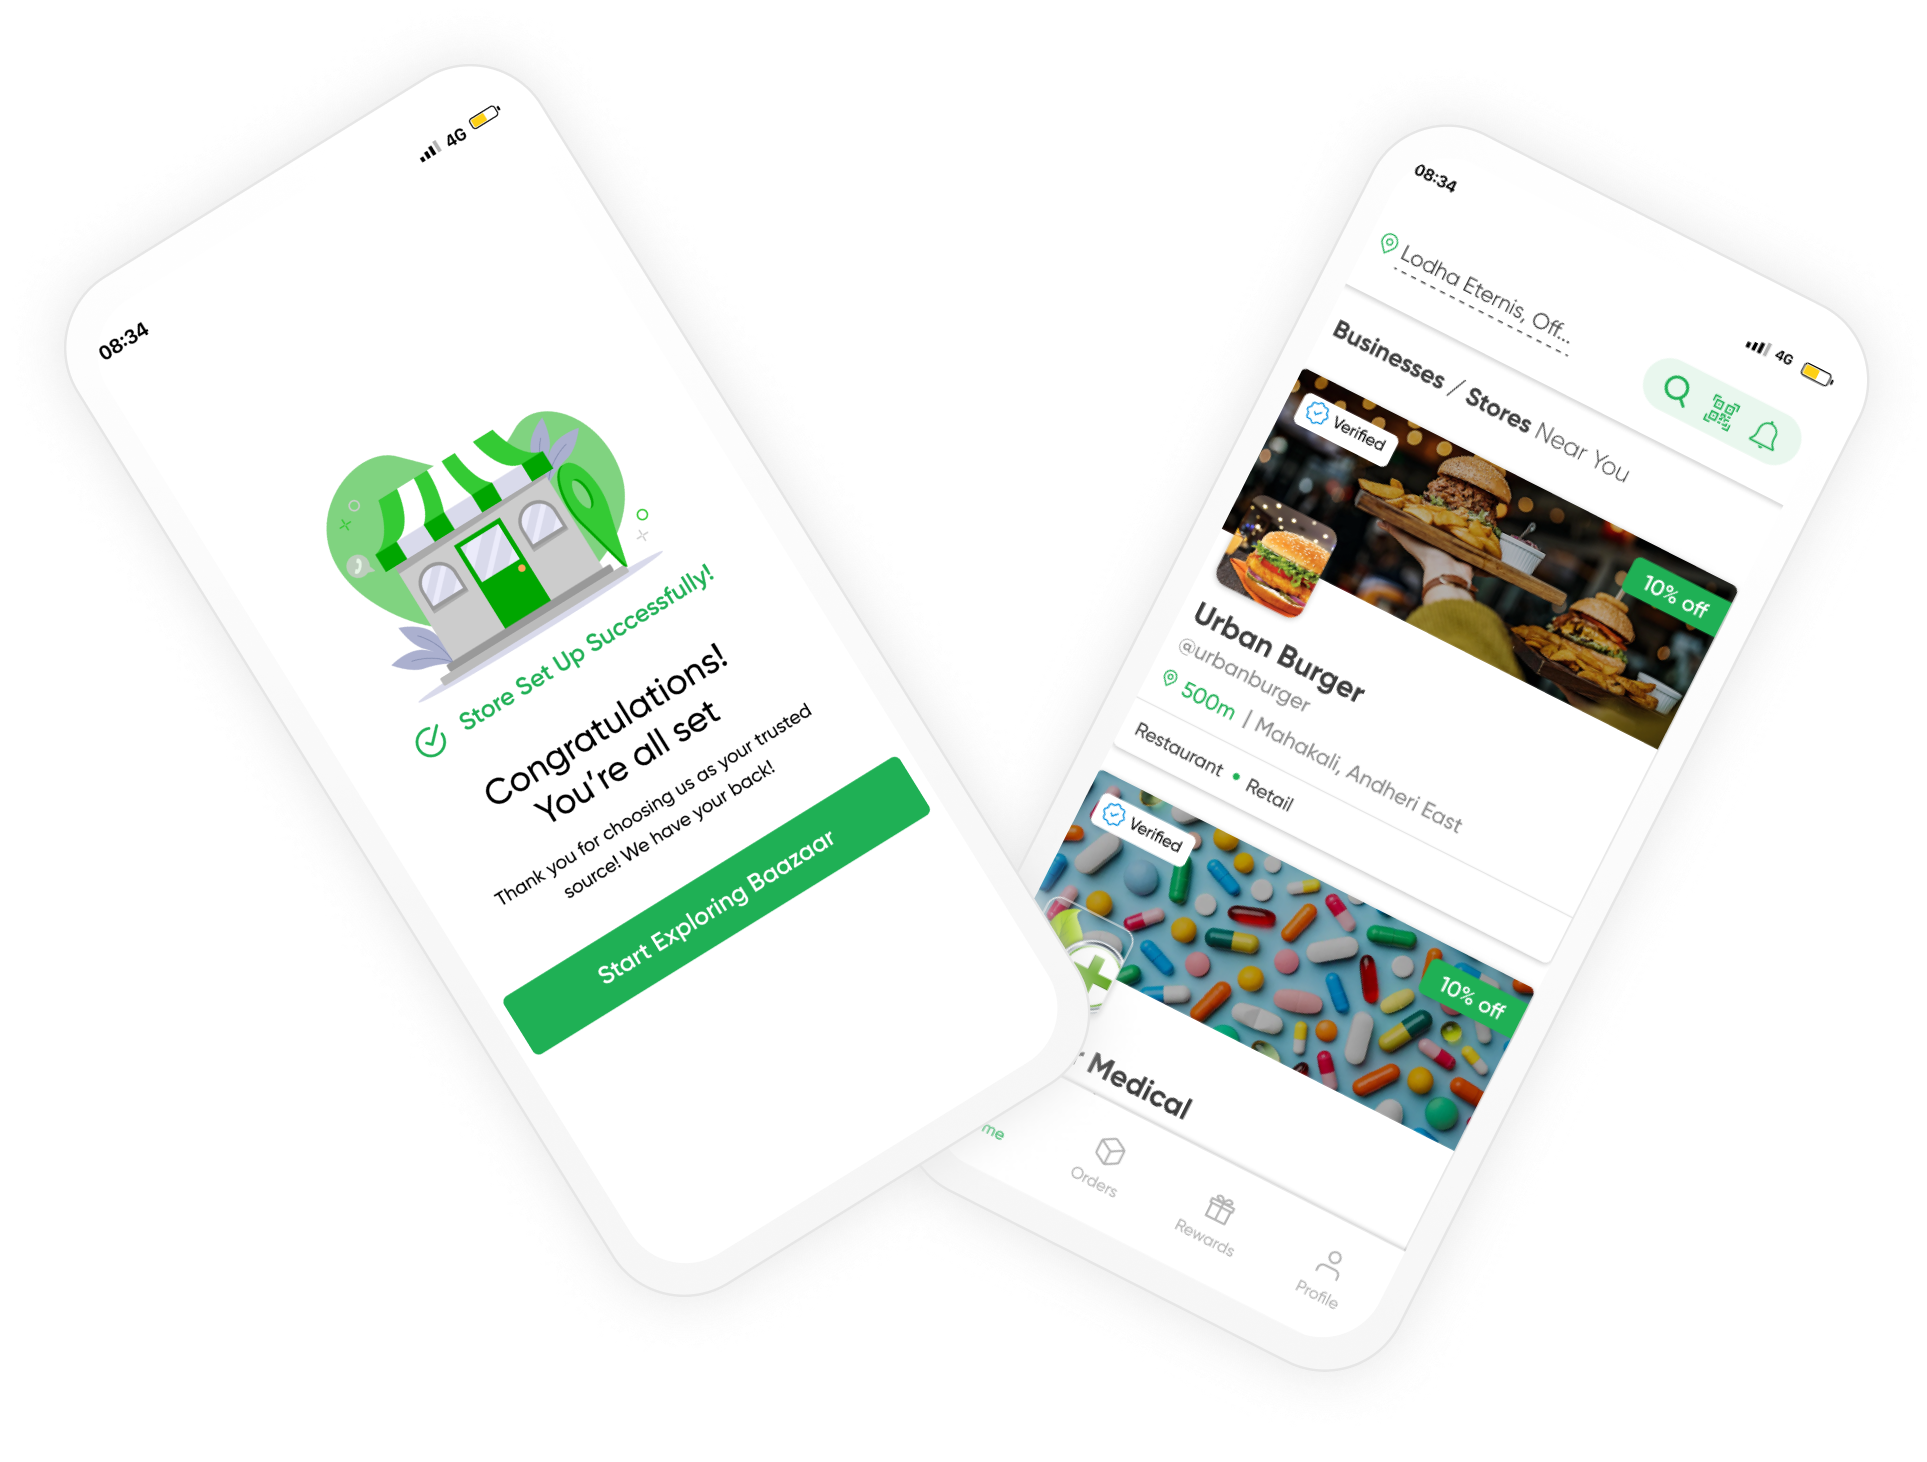 08:34
4G
Store Set Up Successfully!
Congratulations!
You're all set
Thank you for choosing us as your trusted
source! We have your back!
Start Exploring Baazaar
08:34
4G
Lodha Eternis, Off...
Businesses / Stores Near You
Verified
10% off
Urban Burger
@urbanburger
500m | Mahakali, Andheri East
Restaurant • Retail
Verified
10% off
Medical
Orders
Rewards
Profile